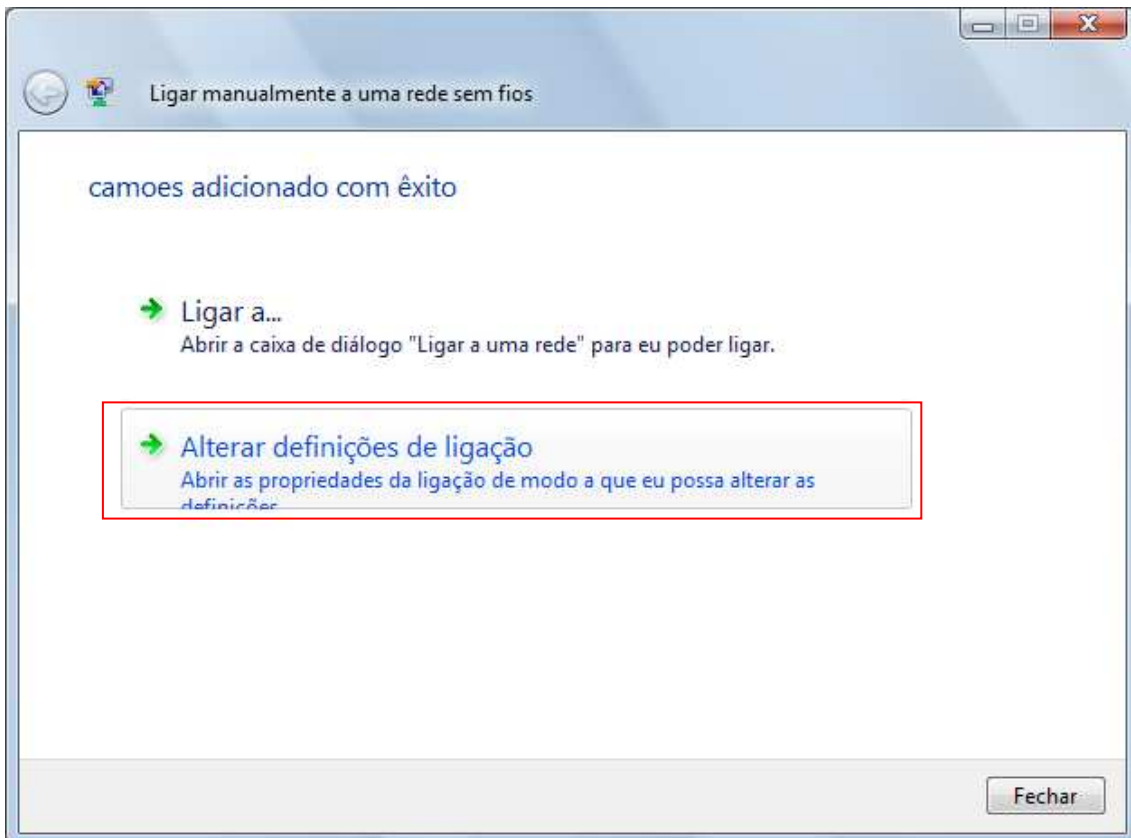 Ligar manualmente a uma rede sem fios
camoes adicionado com êxito
Ligar a...
Abrir a caixa de diálogo "Ligar a uma rede" para eu poder ligar.
Alterar definições de ligação
Abrir as propriedades da ligação de modo a que eu possa alterar as
definições.
Fechar